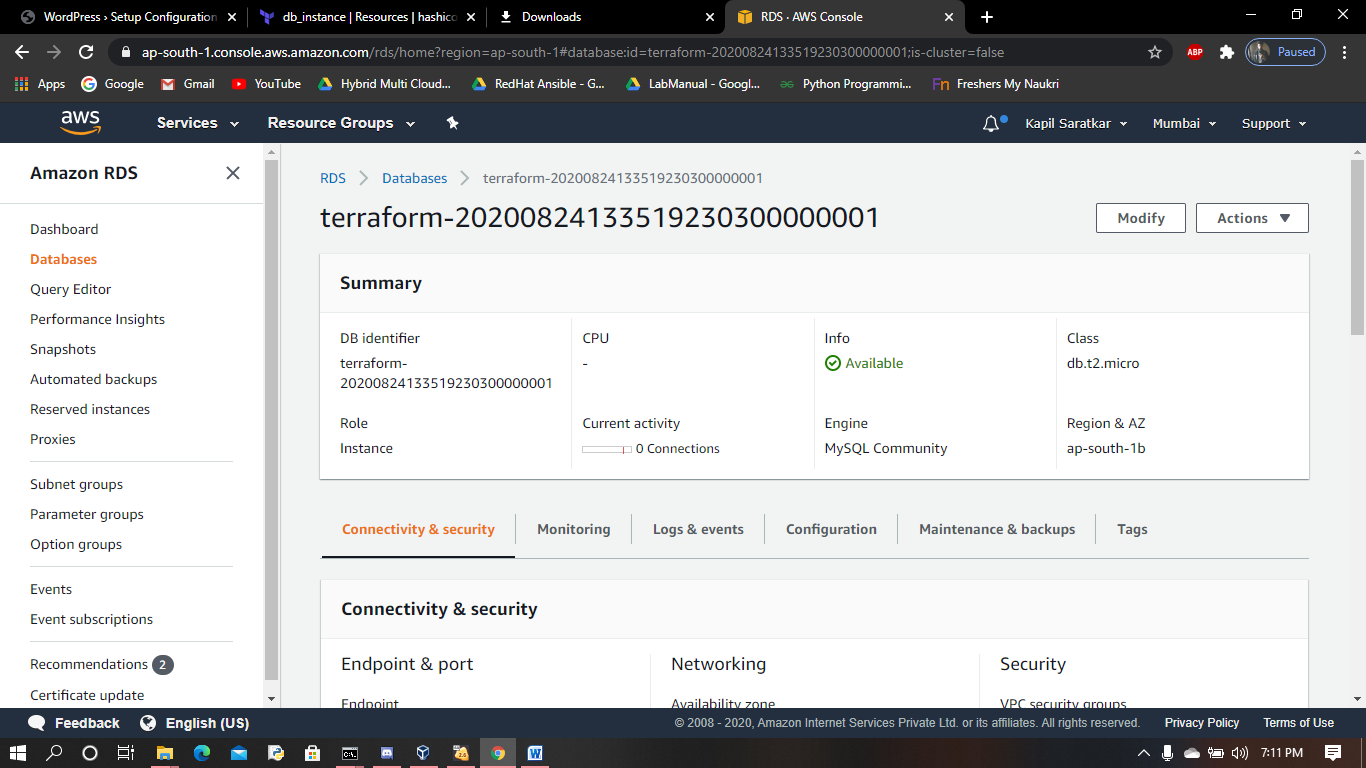 WordPress › Setup Configuration
db_instance | Resources | hashico
Downloads
RDS · AWS Console
ap-south-1.console.aws.amazon.com/rds/home?region=ap-south-1#database:id=terraform-20200824133519230300000001;is-cluster=false
ABP
Paused
Apps
Google
Gmail
YouTube
Hybrid Multi Cloud...
RedHat Ansible - G...
LabManual - Googl...
Python Programmi...
Freshers My Naukri
aws
Services
Resource Groups
Kapil Saratkar
Mumbai
Support
Amazon RDS
Dashboard
Databases
Query Editor
Performance Insights
Snapshots
Automated backups
Reserved instances
Proxies
Subnet groups
Parameter groups
Option groups
Events
Event subscriptions
Recommendations 2
Certificate update
RDS
Databases
terraform-20200824133519230300000001
terraform-20200824133519230300000001
Modify
Actions
Summary
DB identifier
terraform-
20200824133519230300000001
CPU
-
Info
Available
Class
db.t2.micro
Role
Instance
Current activity
0 Connections
Engine
MySQL Community
Region & AZ
ap-south-1b
Connectivity & security
Monitoring
Logs & events
Configuration
Maintenance & backups
Tags
Connectivity & security
Endpoint & port
Endpoint
Networking
Availability zone
Security
VPC security groups
Feedback
English (US)
© 2008 - 2020, Amazon Internet Services Private Ltd. or its affiliates. All rights reserved.
Privacy Policy
Terms of Use
7:11 PM